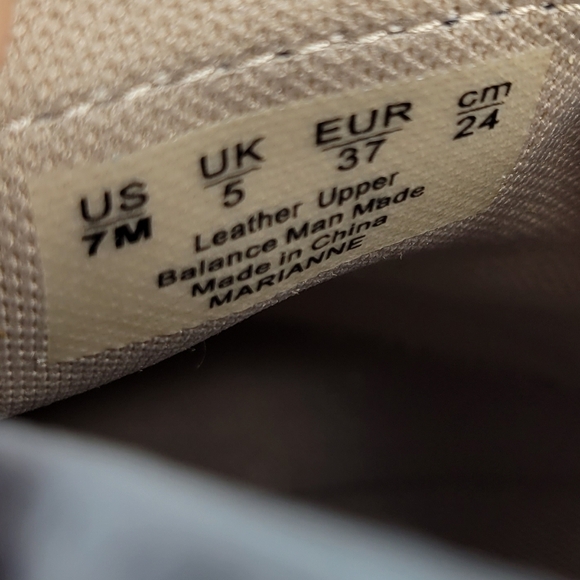 US UK EUR cm
7M 5 37 24
Leather Upper
Balance Man Made
Made in China
MARIANNE